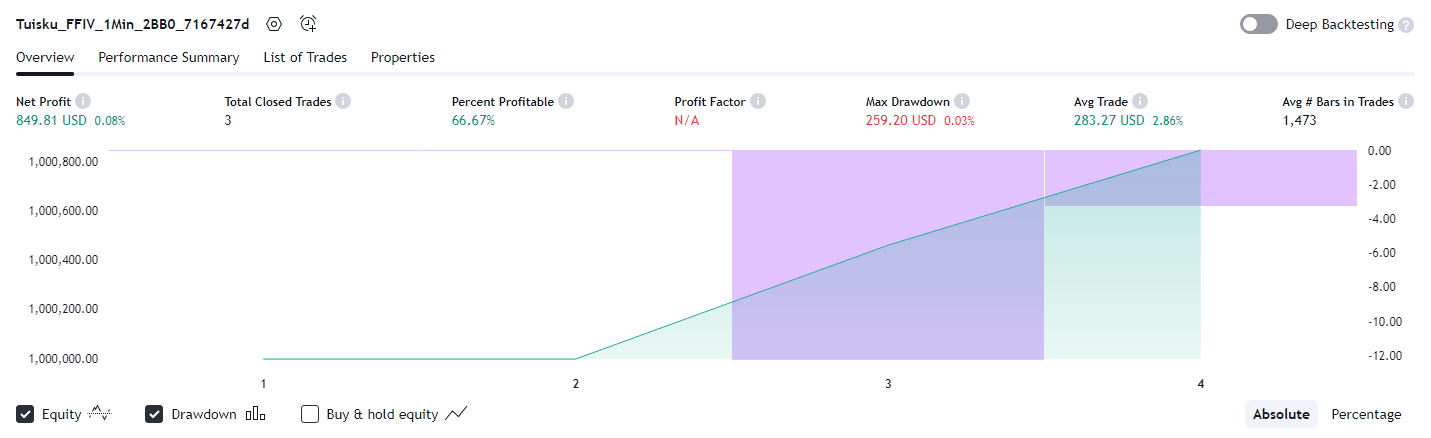 Tuisku_FFIV_1Min_2BB0_7167427d Deep Backtesting ?
Overview Performance Summary List of Trades Properties
Net Profit Total Closed Trades Percent Profitable Profit Factor Max Drawdown Avg Trade Avg # Bars in Trades
849.81 USD 0.08% 3 66.67% N/A 259.20 USD 0.03% 283.27 USD 2.86% 1,473
1,000,800.00 0.00
-2.00
1,000,600.00 -4.00
1,000,400.00 -6.00
-8.00
1,000,200.00 -10.00
1,000,000.00 -12.00
1 2 3 4
Equity Drawdown Buy & hold equity Absolute Percentage